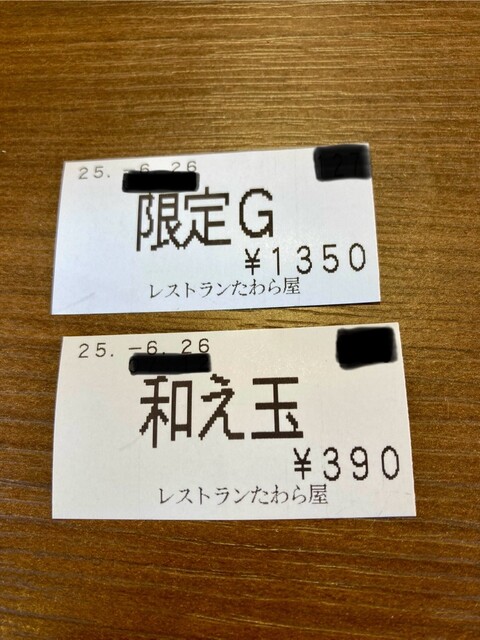 25.-6.26
限定G
¥1350
レストランたわら屋
25.-6.26
和え玉
¥390
レストランたわら屋